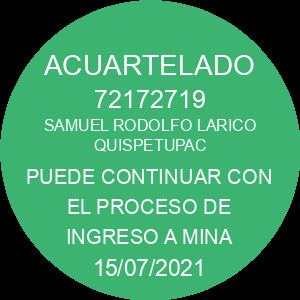 ACUARTELADO
72172719
SAMUEL RODOLFO LARICO
QUISPETUPAC
PUEDE CONTINUAR CON
EL PROCESO DE
INGRESO A MINA
15/07/2021